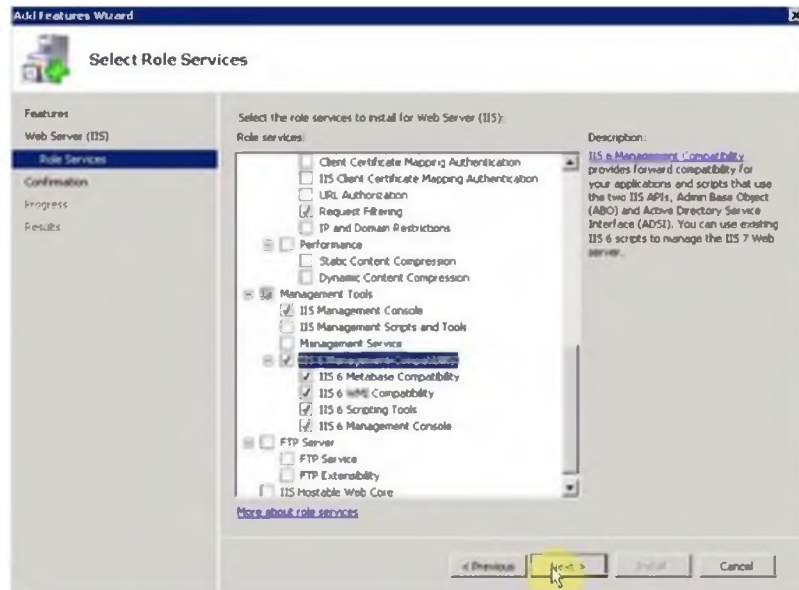 Add Features Wizard
Select Role Services
Features
Web Server (IIS)
Role Services
Confirmation
Progress
Results
Select the role services to install for Web Server (IIS):
Role services:
Client Certificate Mapping Authentication
IIS Client Certificate Mapping Authentication
URL Authorization
Request Filtering
IP and Domain Restrictions
Performance
Static Content Compression
Dynamic Content Compression
Management Tools
IIS Management Console
IIS Management Scripts and Tools
Management Service
IIS 6 Management Compatibility
IIS 6 Metabase Compatibility
IIS 6 WMI Compatibility
IIS 6 Scripting Tools
IIS 6 Management Console
FTP Server
FTP Service
FTP Extensibility
IIS Hostable Web Core
More about role services
Description:
IIS 6 Management Compatibility
provides forward compatibility for
your applications and scripts that use
the two IIS APIs, Admin Base Object
(ABO) and Active Directory Service
Interface (ADSI). You can use existing
IIS 6 scripts to manage the IIS 7 Web
server.
< Previous
Next >
Install
Cancel